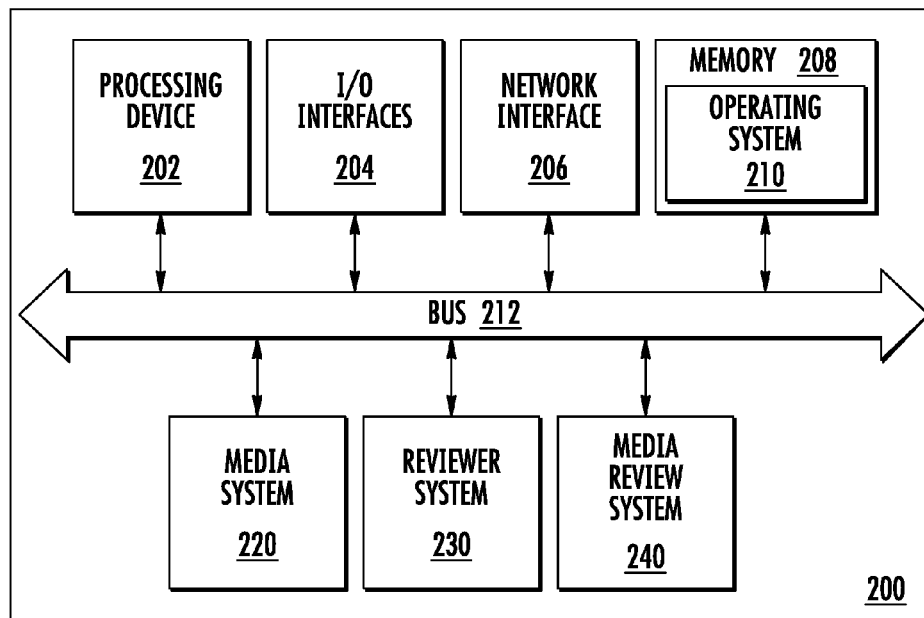 PROCESSING
DEVICE
202
I/O
INTERFACES
204
NETWORK
INTERFACE
206
MEMORY 208
OPERATING
SYSTEM
210
BUS 212
MEDIA
SYSTEM
220
REVIEWER
SYSTEM
230
MEDIA
REVIEW
SYSTEM
240
200